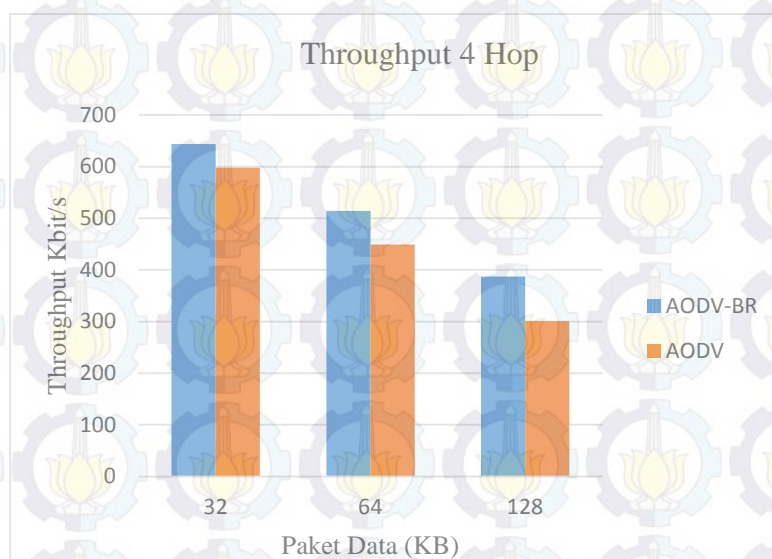 Throughput 4 Hop
Throughput Kbit/s
700
600
500
400
300
200
100
0
32 64 128
Paket Data (KB)
AODV-BR
AODV